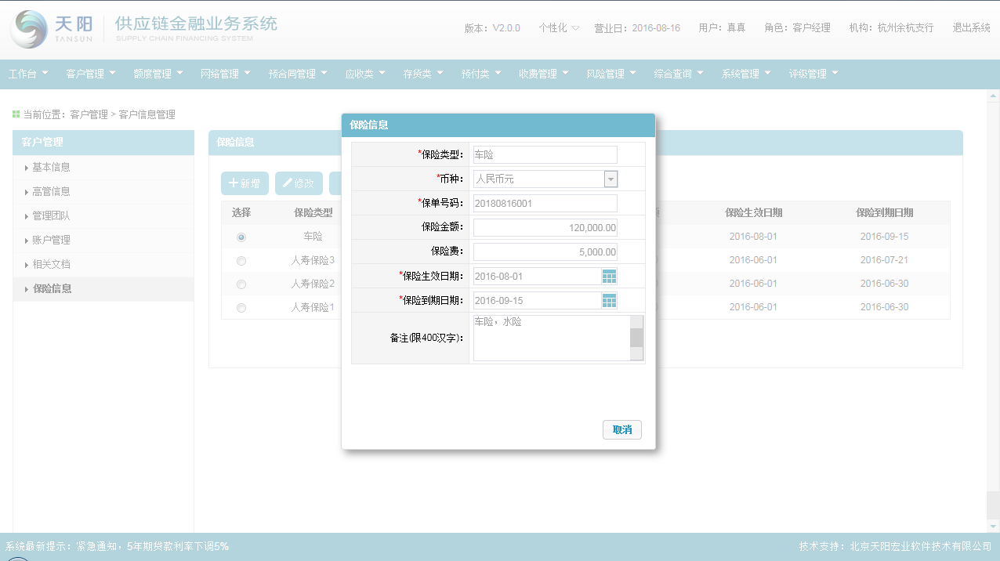 天阳
TANSUN
供应链金融业务系统
SUPPLY CHAIN FINANCING SYSTEM
版本：V2.0.0 个性化 营业日：2016-08-16 用户：真真 角色：客户经理 机构：杭州余杭支行 退出系统
工作台 客户管理 额度管理 网络管理 预合同管理 应收类 存货类 预付类 收费管理 风险管理 综合查询 系统管理 评级管理
当前位置：客户管理 > 客户信息管理
客户管理
基本信息
高管信息
管理团队
账户管理
相关文档
保险信息
保险信息
新增 修改
选择 保险类型 保险生效日期 保险到期日期
车险 2016-08-01 2016-09-15
人寿保险3 2016-06-01 2016-07-21
人寿保险2 2016-06-01 2016-06-30
人寿保险1 2016-06-01 2016-06-30
保险信息
*保险类型： 车险
*币种： 人民币元
*保单号码： 20180816001
保险金额： 120,000.00
保险费： 5,000.00
*保险生效日期： 2016-08-01
*保险到期日期： 2016-09-15
备注(限400汉字)： 车险，水险
取消
系统最新提示：紧急通知，5年期贷款利率下调5% 技术支持：北京天阳宏业软件技术有限公司